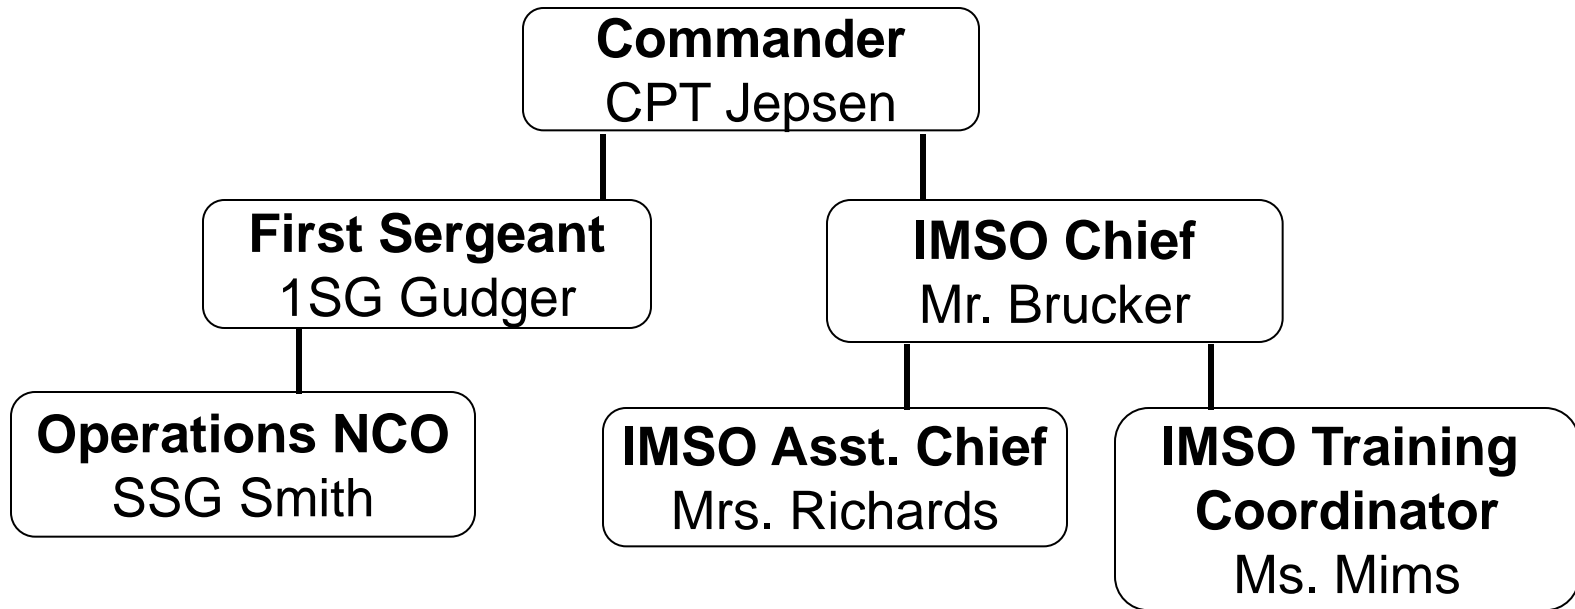 Commander
CPT Jepsen
First Sergeant
1SG Gudger
IMSO Chief
Mr. Brucker
Operations NCO
SSG Smith
IMSO Asst. Chief
Mrs. Richards
IMSO Training
Coordinator
Ms. Mims